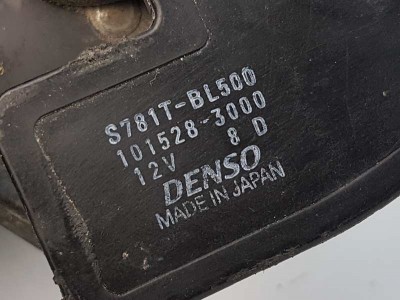 S781T-BL500
101528-3000
12V 8 D
DENSO
MADE IN JAPAN